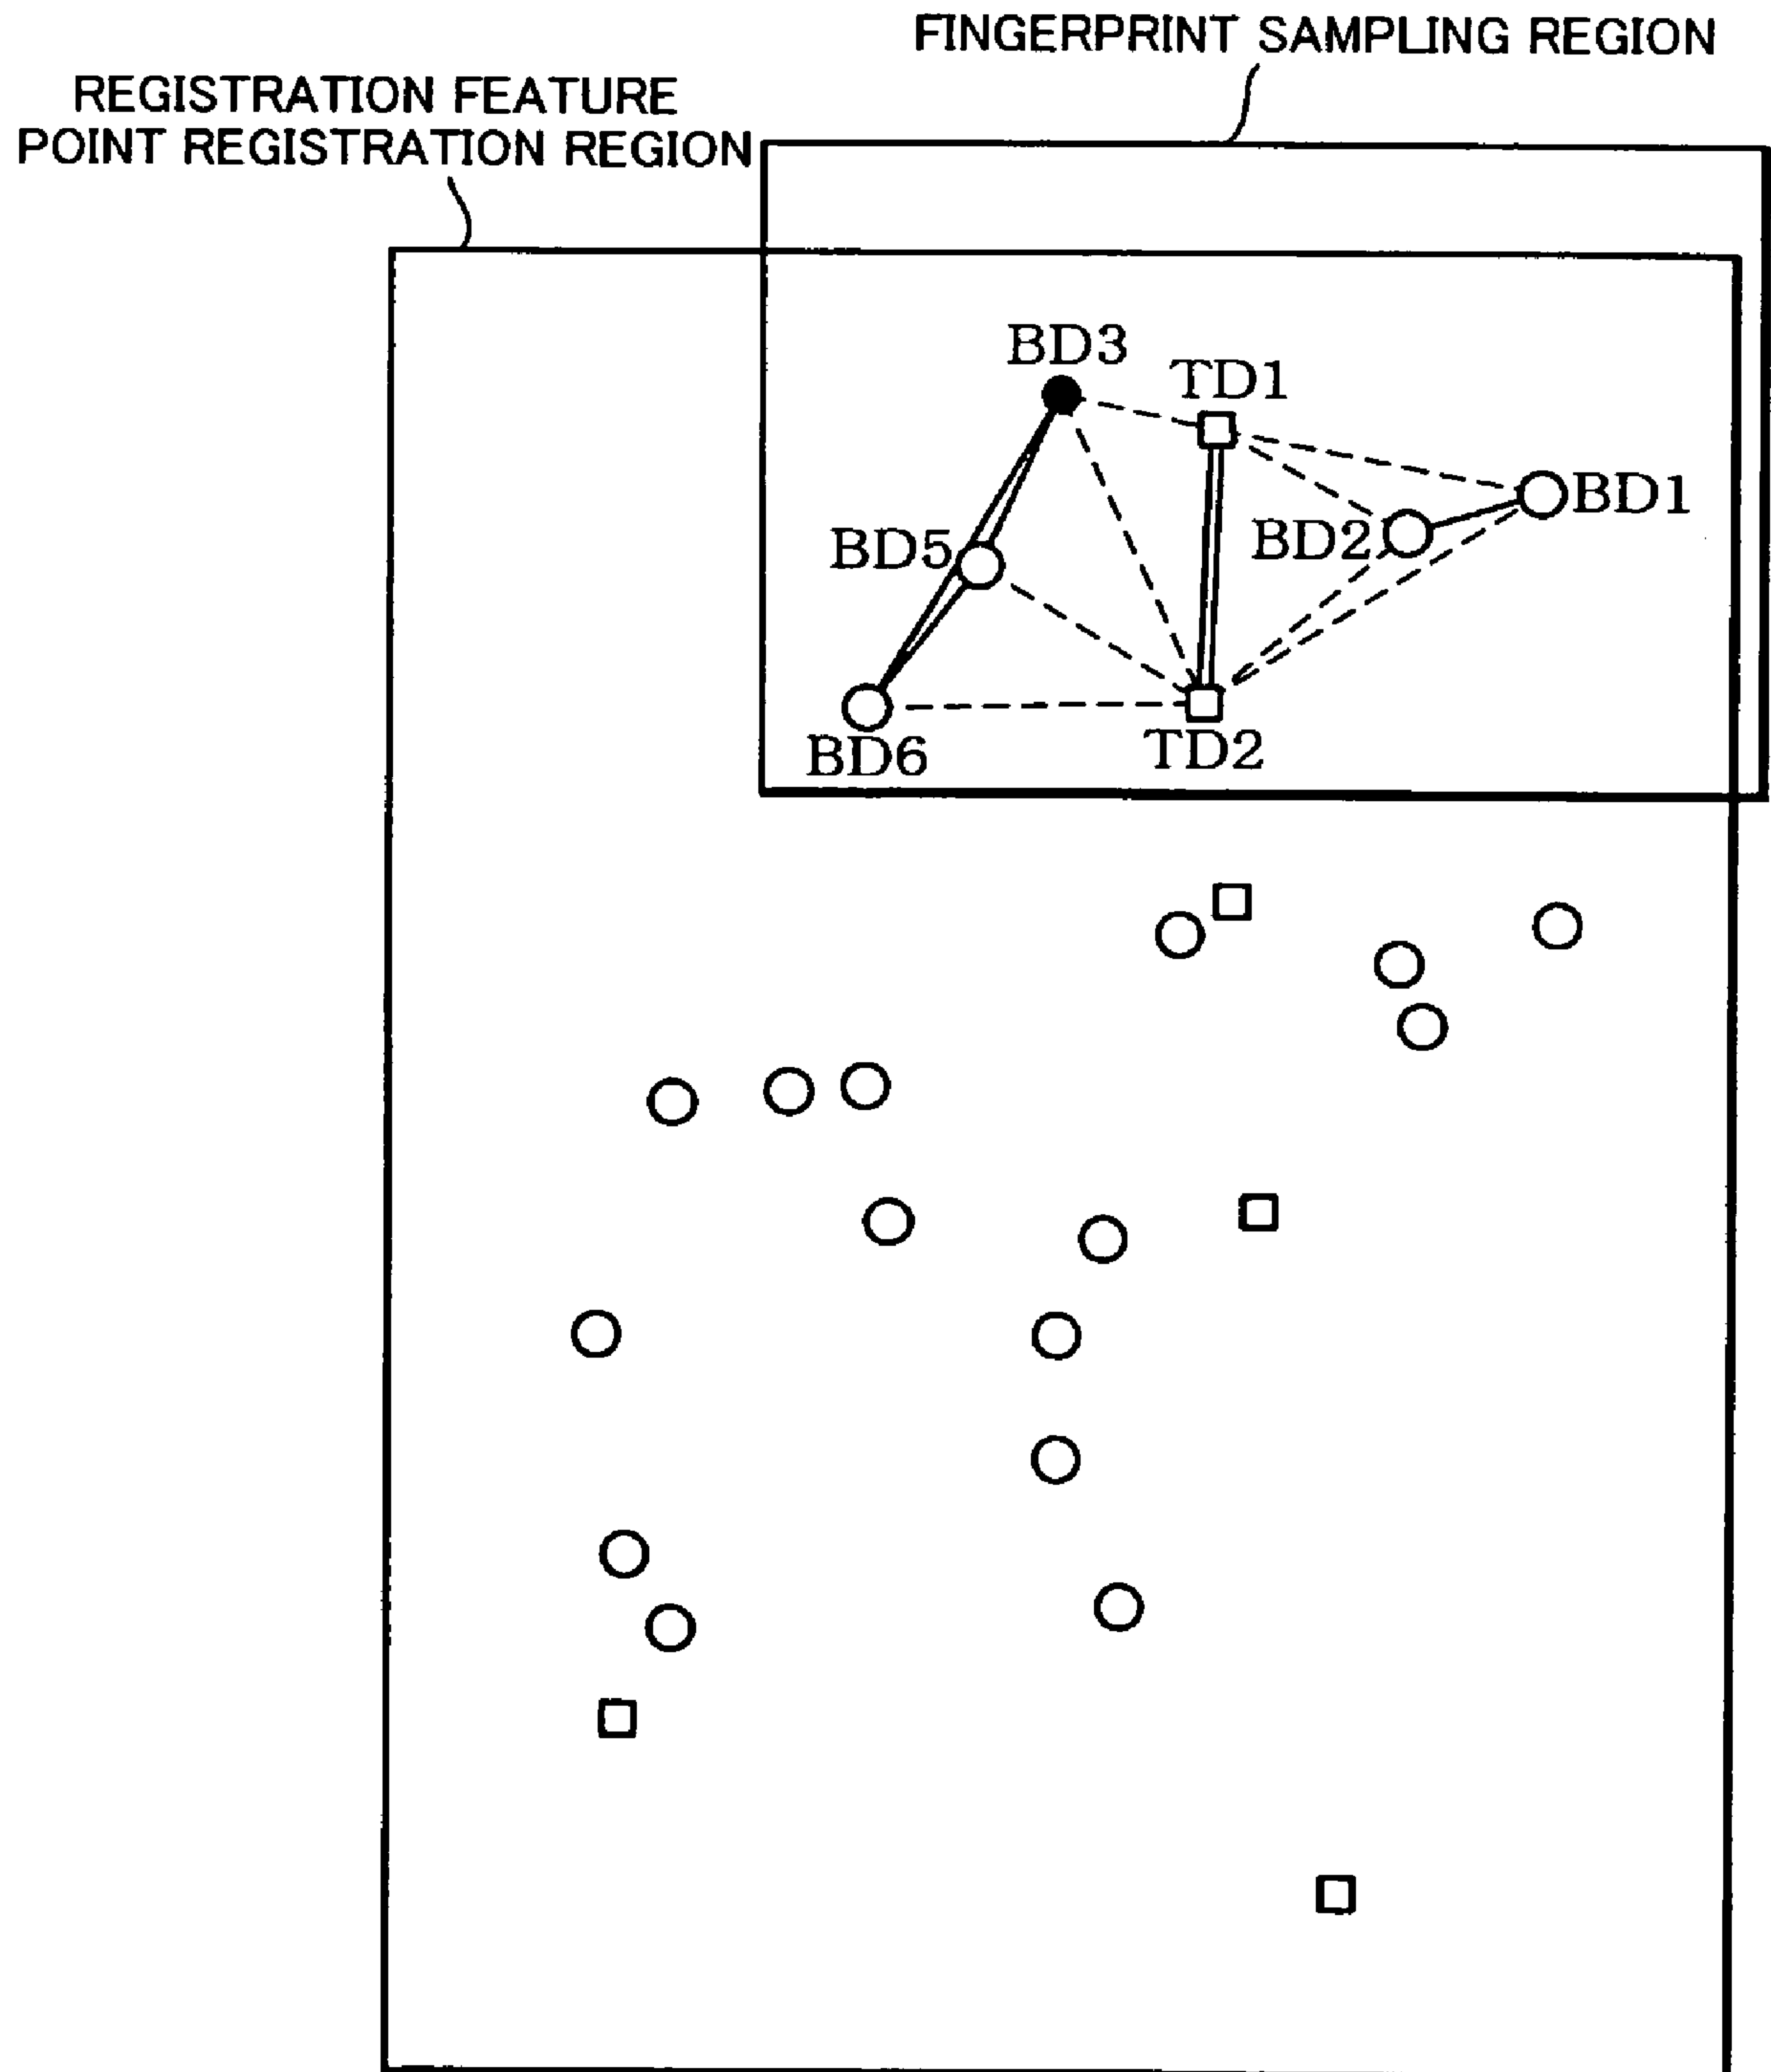 FINGERPRINT SAMPLING REGION
REGISTRATION FEATURE
POINT REGISTRATION REGION
BD3
TD1
BD1
BD2
BD5
BD6
TD2